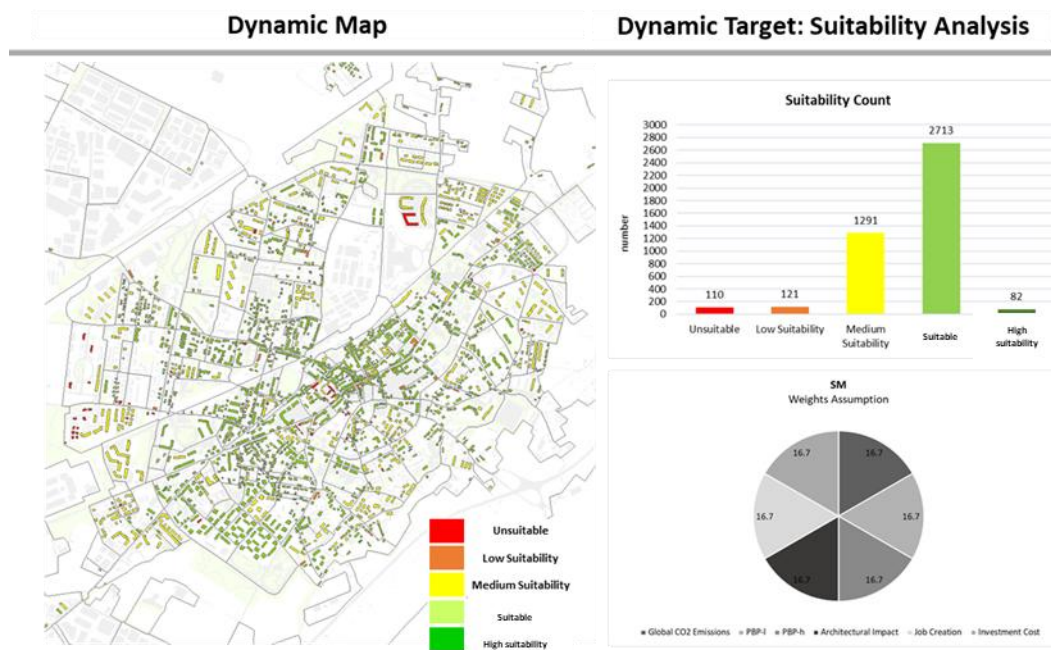 Dynamic Map
Dynamic Target: Suitability Analysis
Unsuitable
Low Suitability
Medium Suitability
Suitable
High suitability
Suitability Count
number
3000
2800
2600
2400
2200
2000
1800
1600
1400
1200
1000
800
600
400
200
0
110
121
1291
2713
82
Unsuitable
Low Suitability
Medium
Suitability
Suitable
High
suitability
SM
Weights Assumption
16.7
16.7
16.7
16.7
16.7
16.7
Global CO2 Emissions PBP-l PBP-h Architectural Impact Job Creation Investment Cost